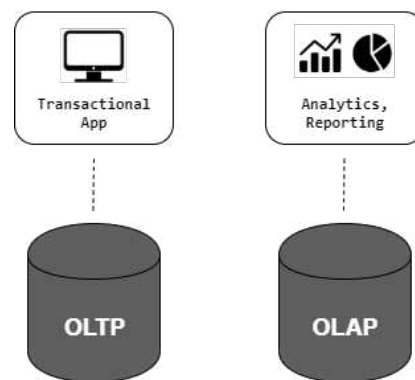 Transactional
App
Analytics,
Reporting
OLTP
OLAP